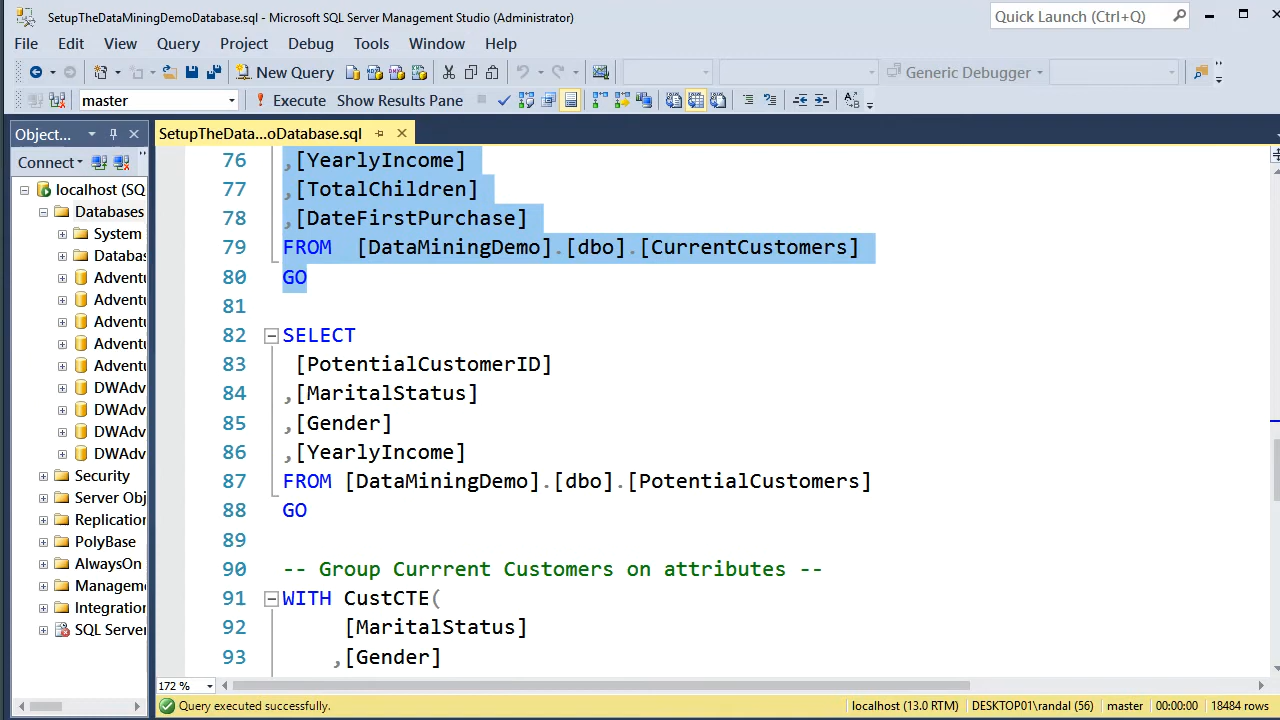 SetupTheDataMiningDemoDatabase.sql - Microsoft SQL Server Management Studio (Administrator)
Quick Launch (Ctrl+Q)
File Edit View Query Project Debug Tools Window Help
New Query
Generic Debugger
master
Execute Show Results Pane
Object...
SetupTheData...oDatabase.sql
Connect
localhost (SQ
Databases
System
Databas
Adventu
Adventu
Adventu
Adventu
Adventu
DWAdv
DWAdv
DWAdv
DWAdv
Security
Server Obj
Replication
PolyBase
AlwaysOn
Managem
Integration
SQL Server
76 ,[YearlyIncome]
77 ,[TotalChildren]
78 ,[DateFirstPurchase]
79 FROM  [DataMiningDemo].[dbo].[CurrentCustomers]
80 GO
81
82 SELECT
83 [PotentialCustomerID]
84 ,[MaritalStatus]
85 ,[Gender]
86 ,[YearlyIncome]
87 FROM [DataMiningDemo].[dbo].[PotentialCustomers]
88 GO
89
90 -- Group Currrent Customers on attributes --
91 WITH CustCTE(
92 [MaritalStatus]
93 ,[Gender]
172 %
Query executed successfully.
localhost (13.0 RTM) DESKTOP01\randal (56) master 00:00:00 18484 rows